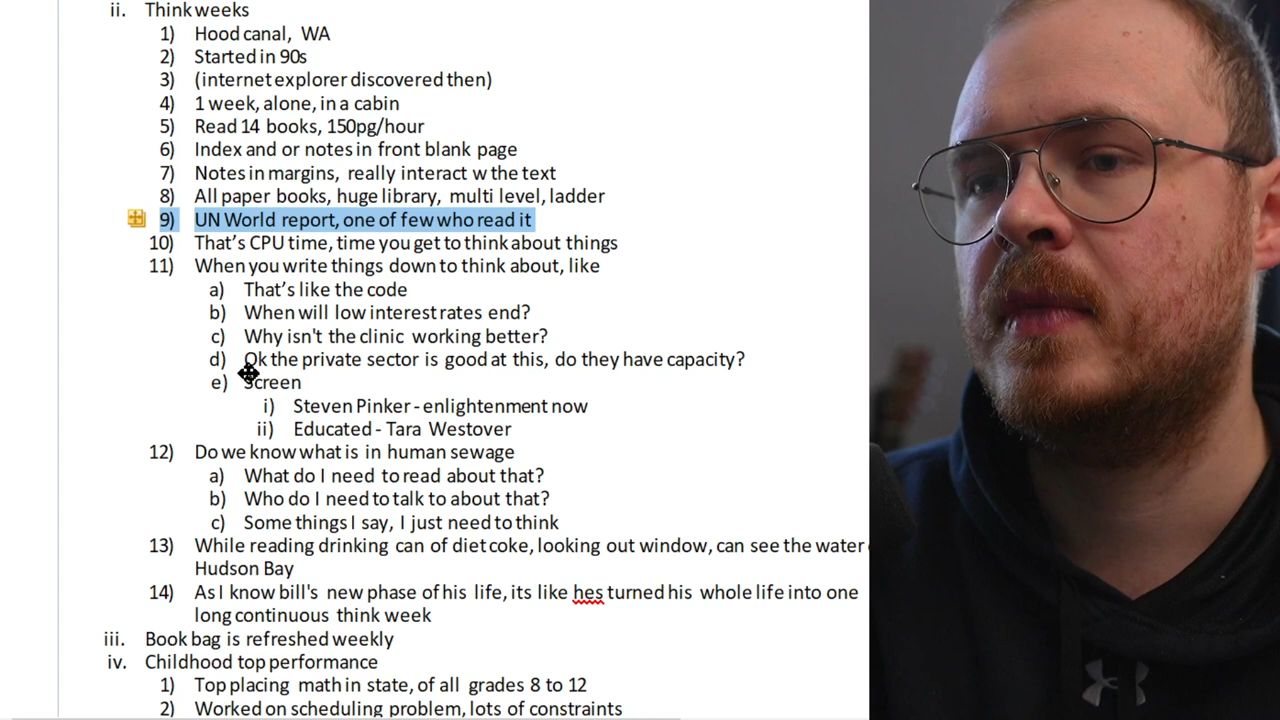 ii. Think weeks
1) Hood canal, WA
2) Started in 90s
3) (internet explorer discovered then)
4) 1 week, alone, in a cabin
5) Read 14 books, 150pg/hour
6) Index and or notes in front blank page
7) Notes in margins, really interact w the text
8) All paper books, huge library, multi level, ladder
9) UN World report, one of few who read it
10) That's CPU time, time you get to think about things
11) When you write things down to think about, like
a) That's like the code
b) When will low interest rates end?
c) Why isn't the clinic working better?
d) Ok the private sector is good at this, do they have capacity?
e) Screen
i) Steven Pinker - enlightenment now
ii) Educated - Tara Westover
12) Do we know what is in human sewage
a) What do I need to read about that?
b) Who do I need to talk to about that?
c) Some things I say, I just need to think
13) While reading drinking can of diet coke, looking out window, can see the water
Hudson Bay
14) As I know bill's new phase of his life, its like hes turned his whole life into one
long continuous think week
iii. Book bag is refreshed weekly
iv. Childhood top performance
1) Top placing math in state, of all grades 8 to 12
2) Worked on scheduling problem, lots of constraints